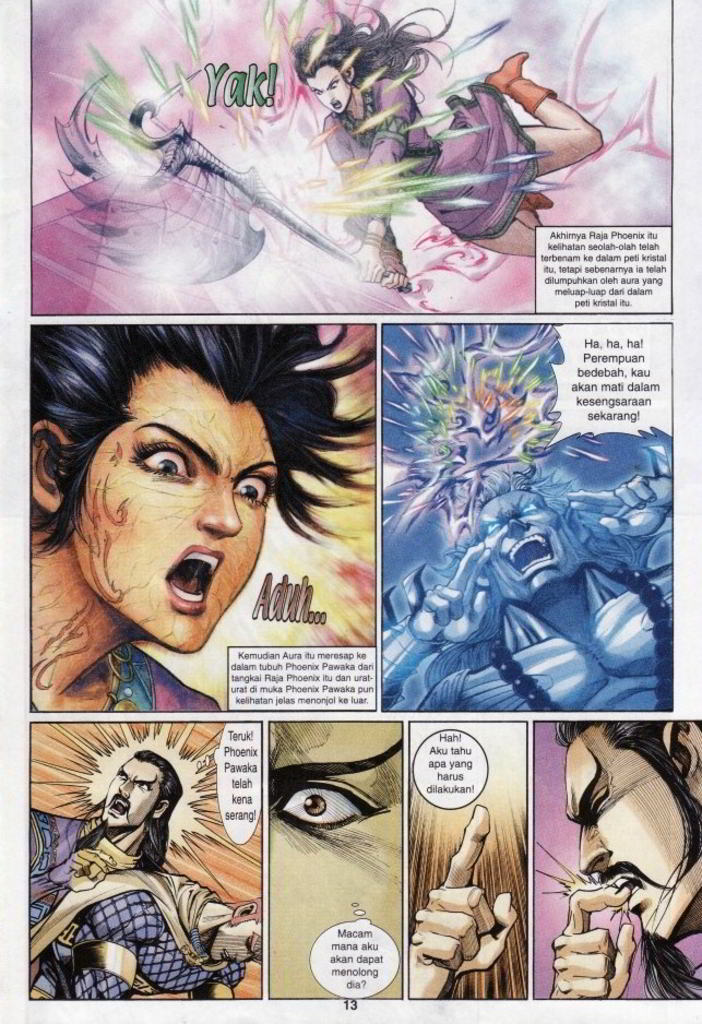 Yak!
Akhirnya Raja Phoenix itu
kelihatan seolah-olah telah
terbenam ke dalam peti kristal
itu, tetapi sebenarnya ia telah
dilumpuhkan oleh aura yang
meluap-luap dari dalam
peti kristal itu.
Aduh...
Kemudian Aura itu meresap ke
dalam tubuh Phoenix Pawaka dari
tangkai Raja Phoenix itu dan urat-
urat di muka Phoenix Pawaka pun
kelihatan jelas menonjol ke luar.
Ha, ha, ha!
Perempuan
bedebah, kau
akan mati dalam
kesengsaraan
sekarang!
Teruk!
Phoenix
Pawaka
telah
kena
serang!
Macam
mana aku
akan dapat
menolong
dia?
Hah!
Aku tahu
apa yang
harus
dilakukan!
13